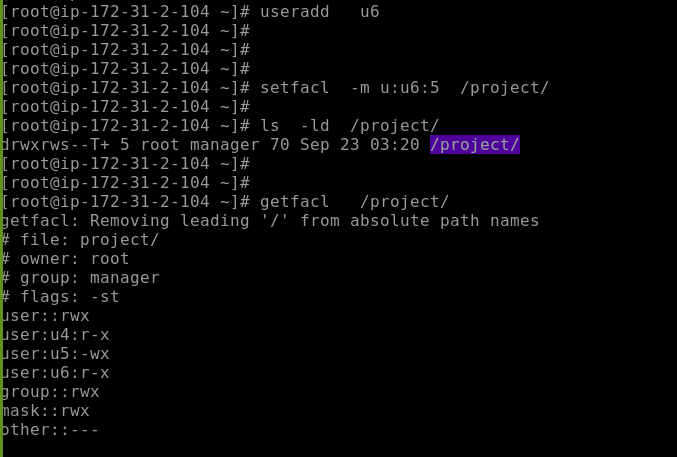 [root@ip-172-31-2-104 ~]# useradd   u6
[root@ip-172-31-2-104 ~]#
[root@ip-172-31-2-104 ~]#
[root@ip-172-31-2-104 ~]#
[root@ip-172-31-2-104 ~]# setfacl  -m u:u6:5  /project/
[root@ip-172-31-2-104 ~]#
[root@ip-172-31-2-104 ~]# ls  -ld  /project/
drwxrws--T+ 5 root manager 70 Sep 23 03:20 /project/
[root@ip-172-31-2-104 ~]#
[root@ip-172-31-2-104 ~]#
[root@ip-172-31-2-104 ~]# getfacl   /project/
getfacl: Removing leading '/' from absolute path names
# file: project/
# owner: root
# group: manager
# flags: -st
user::rwx
user:u4:r-x
user:u5:-wx
user:u6:r-x
group::rwx
mask::rwx
other::---